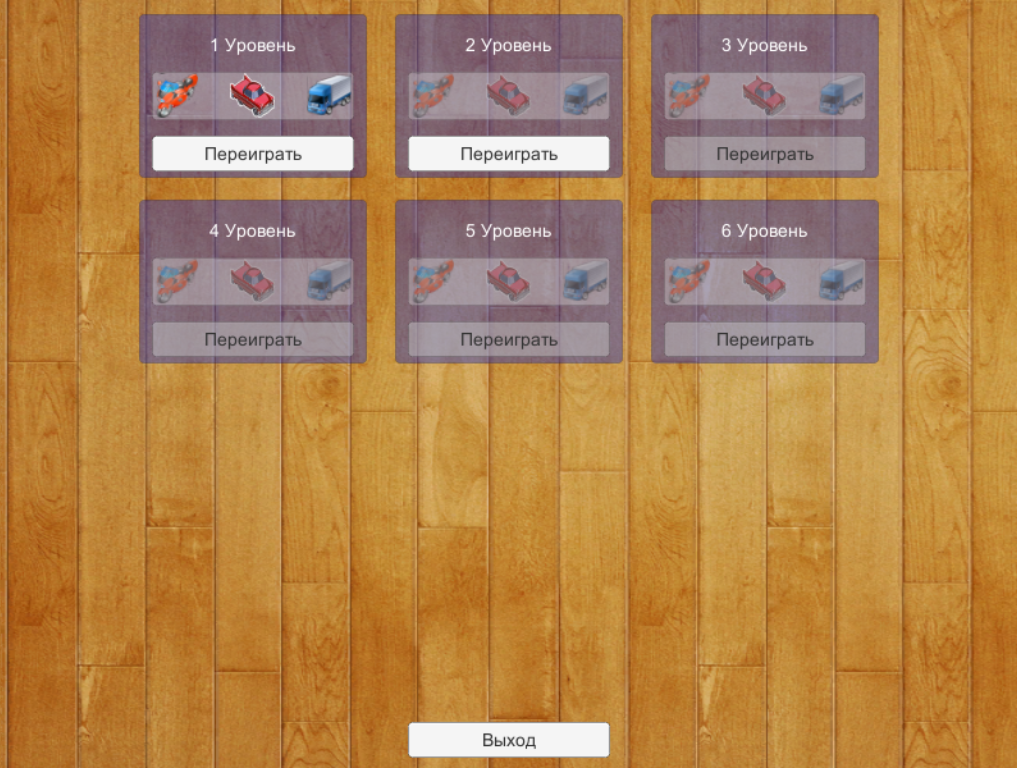 1 Уровень
2 Уровень
3 Уровень
Переиграть
Переиграть
Переиграть
4 Уровень
5 Уровень
6 Уровень
Переиграть
Переиграть
Переиграть
Выход